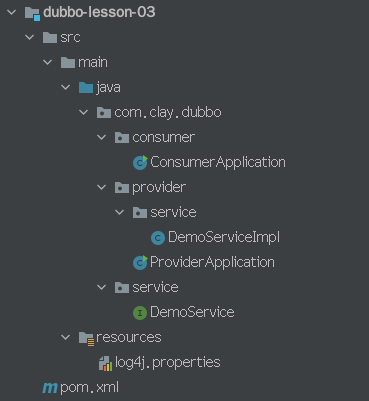 dubbo-lesson-03
src
main
java
com.clay.dubbo
consumer
ConsumerApplication
provider
service
DemoServiceImpl
ProviderApplication
service
DemoService
resources
log4j.properties
pom.xml